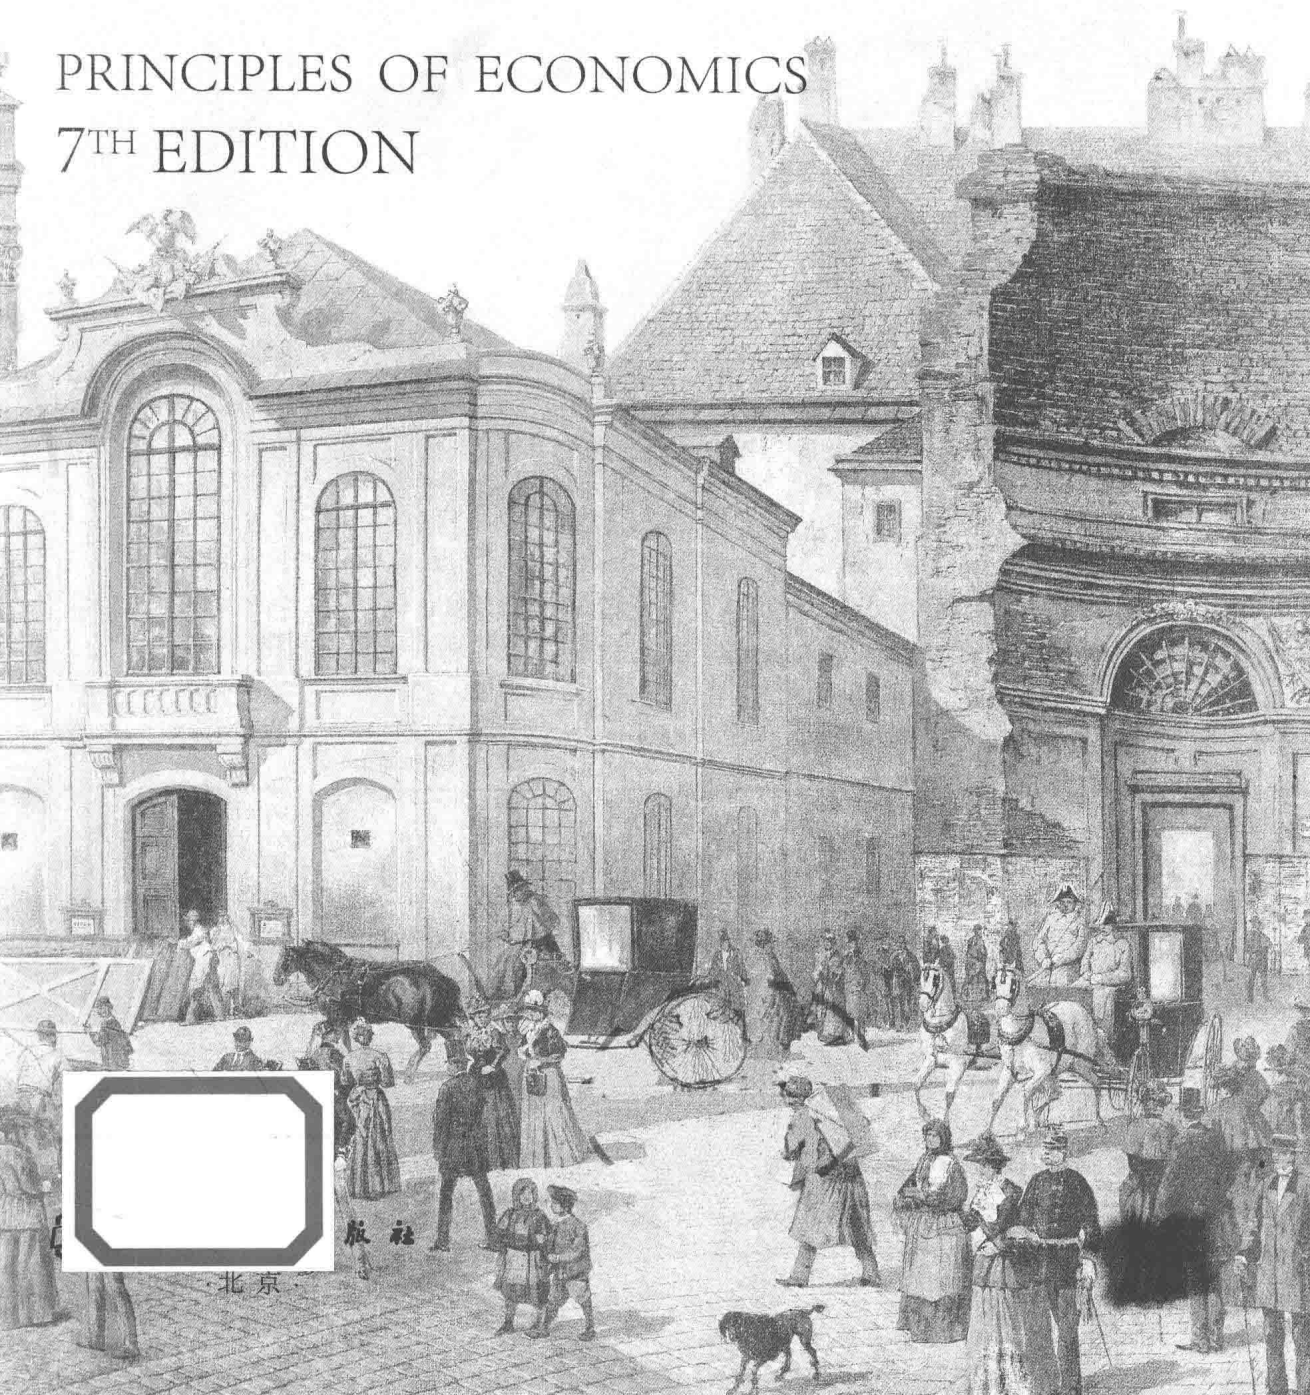 PRINCIPLES OF ECONOMICS
7TH EDITION
版社
·北京·